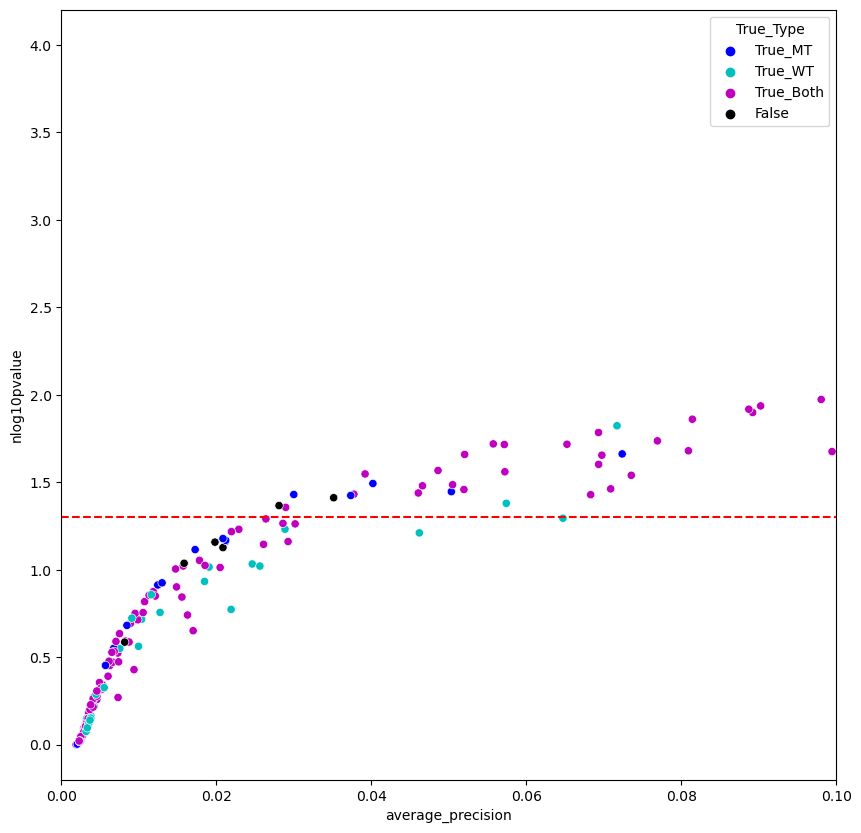 True_Type
True_MT
True_WT
True_Both
False
4.0
3.5
3.0
2.5
2.0
1.5
1.0
0.5
0.0
nlog10pvalue
0.00 0.02 0.04 0.06 0.08 0.10
average_precision